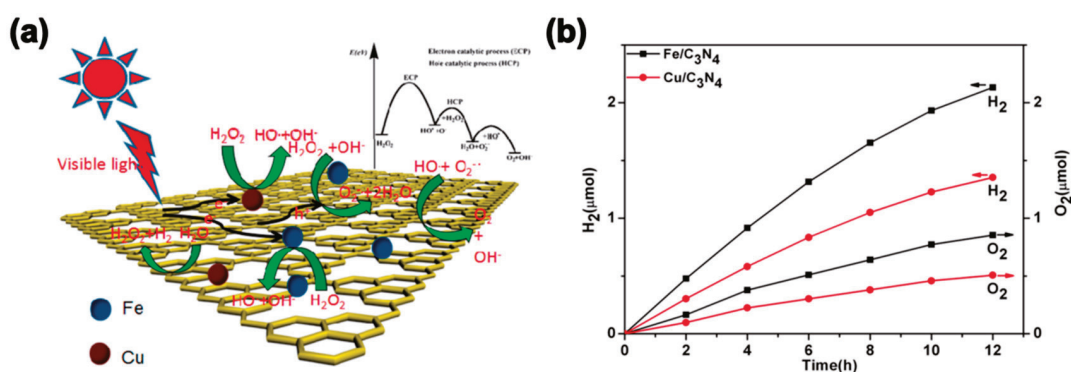 (a)
Visible light
H₂O₂
HO·+OH⁻
H₂O₂ +OH⁻
HO·+ O₂⁻·
O₂⁻+2H₂O
O₂
+
OH⁻
H₂O₂+H₂
H₂O
e
e
h⁺
HO·+OH⁻
H₂O₂
Fe
Cu
E(eV)
Electron catalytic process (ECP)
Hole catalytic process (HCP)
ECP
HCP
+H₂O₂
H₂O₂
H₂O+O₂⁻
O₂+OH⁻
(b)
Fe/C₃N₄
Cu/C₃N₄
H₂
H₂
O₂
O₂
H₂(μmol)
O₂(μmol)
2
1
0
2
1
0
0
2
4
6
8
10
12
Time(h)